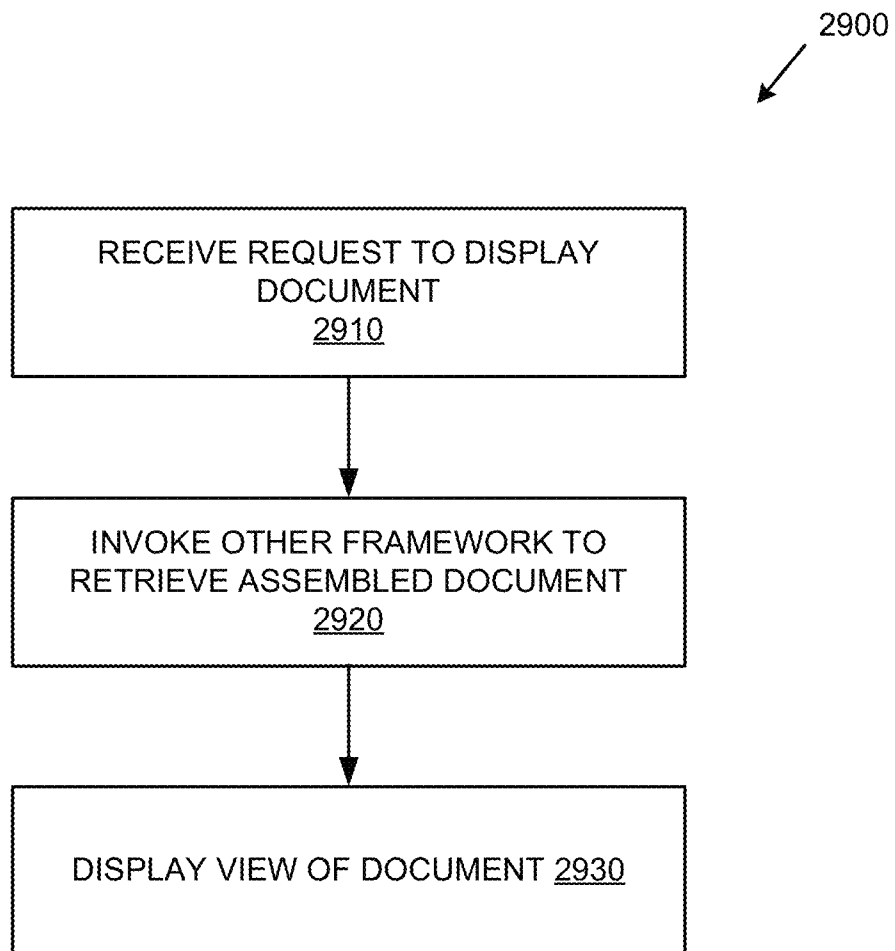 2900
RECEIVE REQUEST TO DISPLAY
DOCUMENT
2910
INVOKE OTHER FRAMEWORK TO
RETRIEVE ASSEMBLED DOCUMENT
2920
DISPLAY VIEW OF DOCUMENT 2930